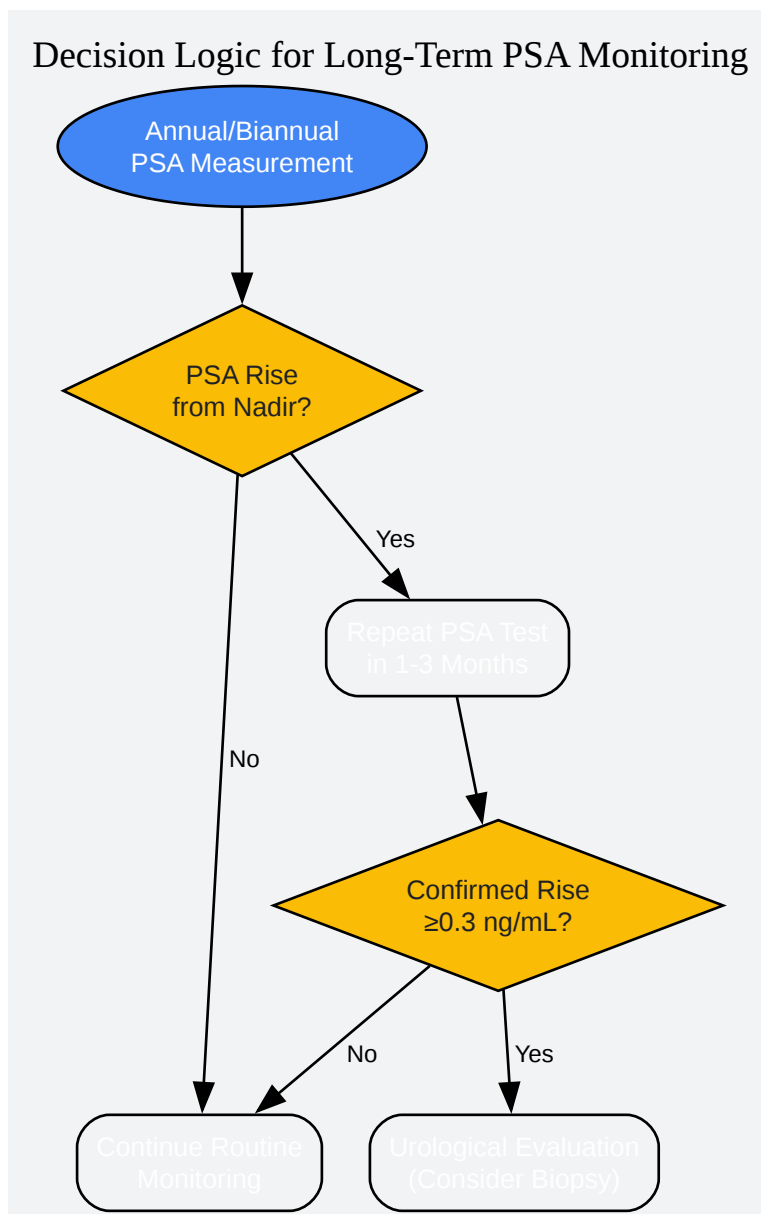 Decision Logic for Long-Term PSA Monitoring
Annual/Biannual
PSA Measurement
PSA Rise
from Nadir?
Yes
Repeat PSA Test
in 1-3 Months
No
Confirmed Rise
≥0.3 ng/mL?
No
Yes
Continue Routine
Monitoring
Urological Evaluation
(Consider Biopsy)